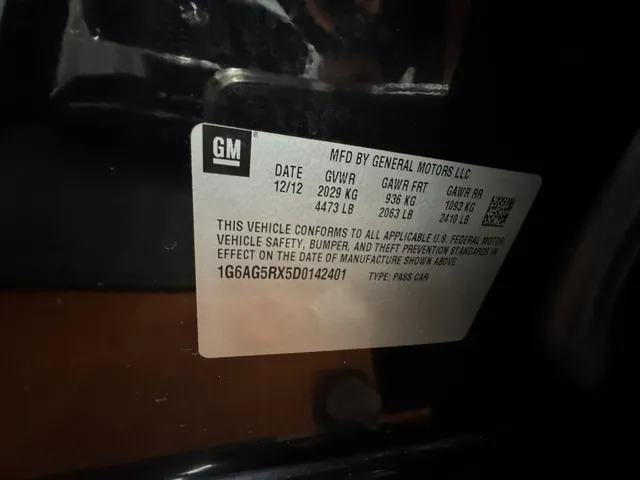 GM ®
MFD BY GENERAL MOTORS LLC
DATE GVWR GAWR FRT GAWR RR
12/12 2029 KG 936 KG 1093 KG
4473 LB 2063 LB 2410 LB
THIS VEHICLE CONFORMS TO ALL APPLICABLE U.S. FEDERAL MOTOR
VEHICLE SAFETY, BUMPER, AND THEFT PREVENTION STANDARDS IN
EFFECT ON THE DATE OF MANUFACTURE SHOWN ABOVE.
1G6AG5RX5D0142401 TYPE: PASS CAR